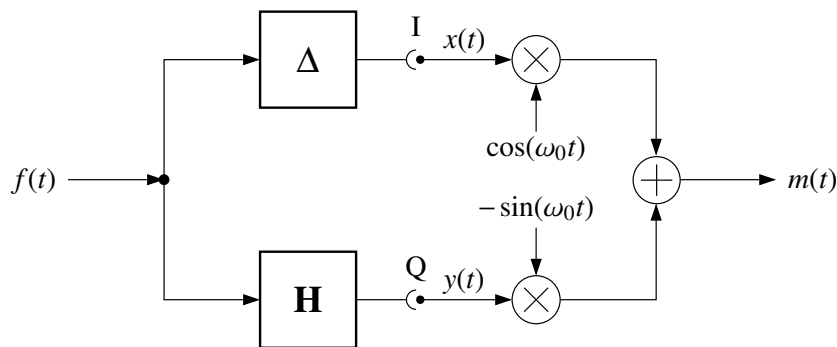 I
x(t)
Δ
cos(ω₀t)
f(t)
m(t)
− sin(ω₀t)
Q
y(t)
H